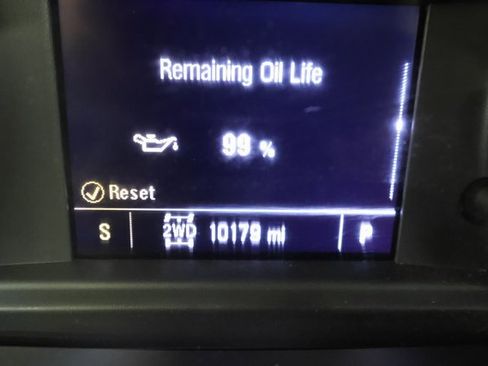 Remaining Oil Life
99 %
Reset
S 2WD 10179 mi P